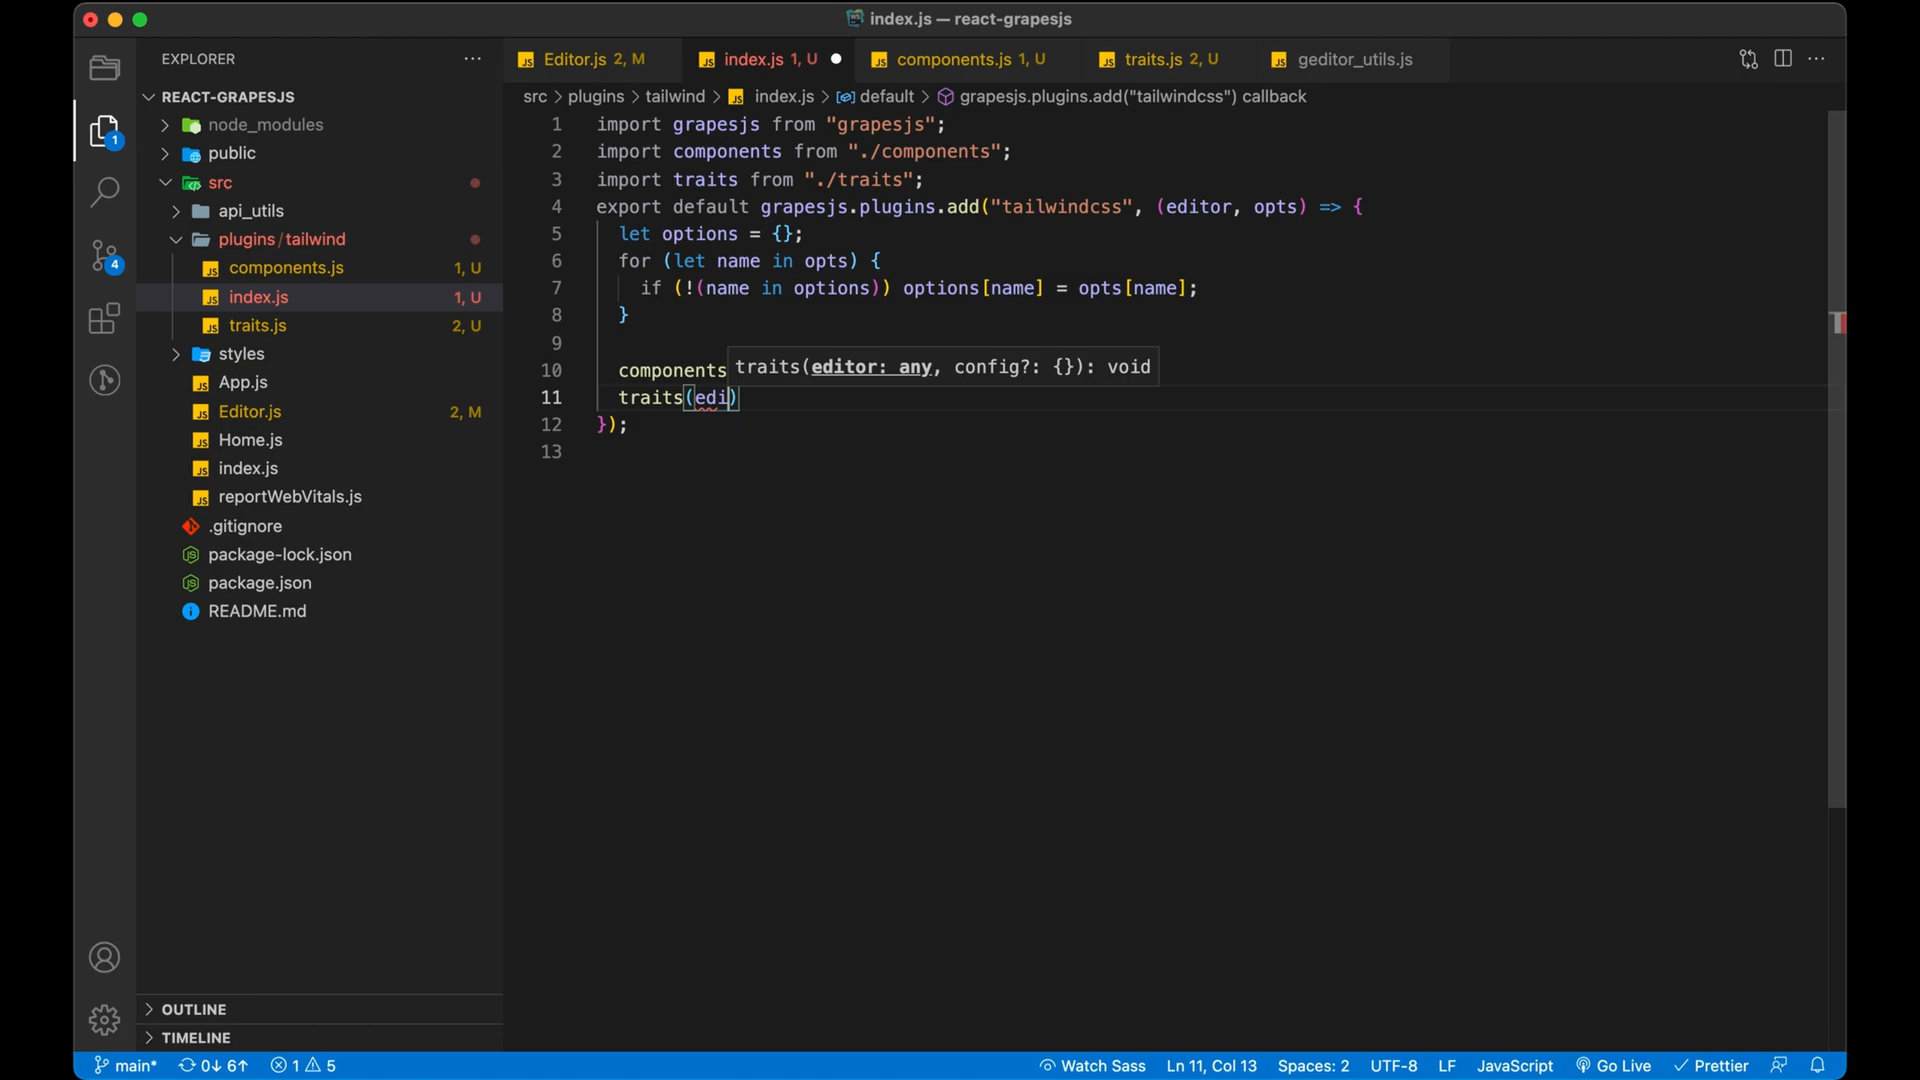 index.js — react-grapesjs
EXPLORER
Editor.js 2, M
index.js 1, U
components.js 1, U
traits.js 2, U
geditor_utils.js
REACT-GRAPESJS
src > plugins > tailwind > index.js > default > grapesjs.plugins.add("tailwindcss") callback
node_modules
public
src
api_utils
plugins / tailwind
components.js 1, U
index.js 1, U
traits.js 2, U
styles
App.js
Editor.js 2, M
Home.js
index.js
reportWebVitals.js
.gitignore
package-lock.json
package.json
README.md
OUTLINE
TIMELINE
1 import grapesjs from "grapesjs";
2 import components from "./components";
3 import traits from "./traits";
4 export default grapesjs.plugins.add("tailwindcss", (editor, opts) => {
5 let options = {};
6 for (let name in opts) {
7 if (!(name in options)) options[name] = opts[name];
8 }
9
10 components
traits(editor: any, config?: {}): void
11 traits(edi)
12 });
13
1
4
main* 0↓ 6↑ 1 5
Watch Sass Ln 11, Col 13 Spaces: 2 UTF-8 LF JavaScript Go Live Prettier